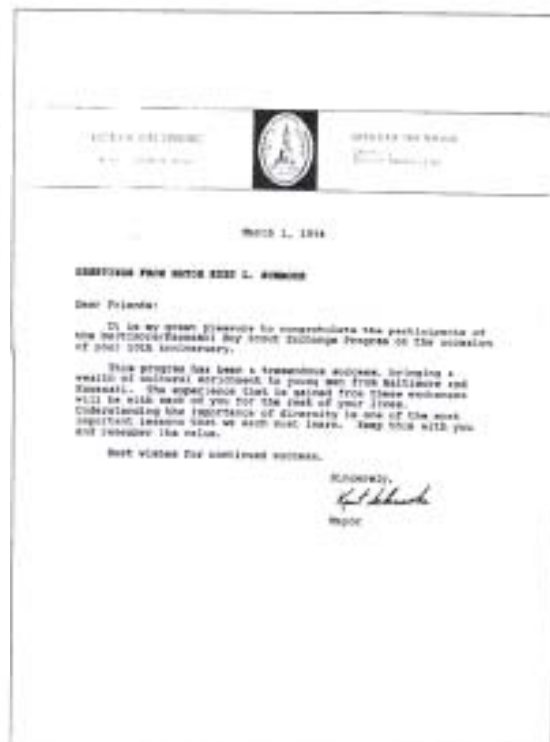 March 1, 1994
GREETINGS FROM MAYOR KURT L. SCHMOKE
Dear Friends:
It is my great pleasure to congratulate the participants of
the Baltimore/Kawasaki Boy Scout Exchange Program on the occasion
of your 10th anniversary.
This program has been a tremendous success, bringing a
wealth of cultural enrichment to young men from Baltimore and
Kawasaki. The experience that is gained from these exchanges
will be with each of you for the rest of your lives.
Understanding the importance of diversity is one of the most
important lessons that we each must learn. Keep this with you
and remember its value.
Best wishes for continued success.
Sincerely,
Mayor